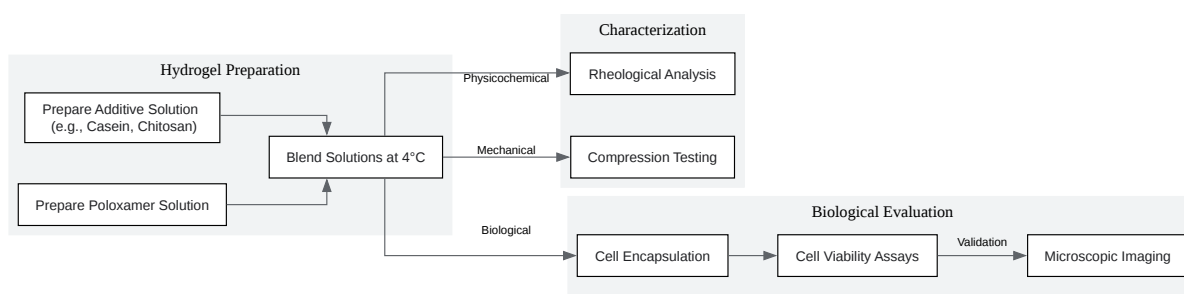 Hydrogel Preparation
Prepare Additive Solution
(e.g., Casein, Chitosan)
Prepare Poloxamer Solution
Blend Solutions at 4°C
Physicochemical
Mechanical
Biological
Characterization
Rheological Analysis
Compression Testing
Biological Evaluation
Cell Encapsulation
Cell Viability Assays
Validation
Microscopic Imaging